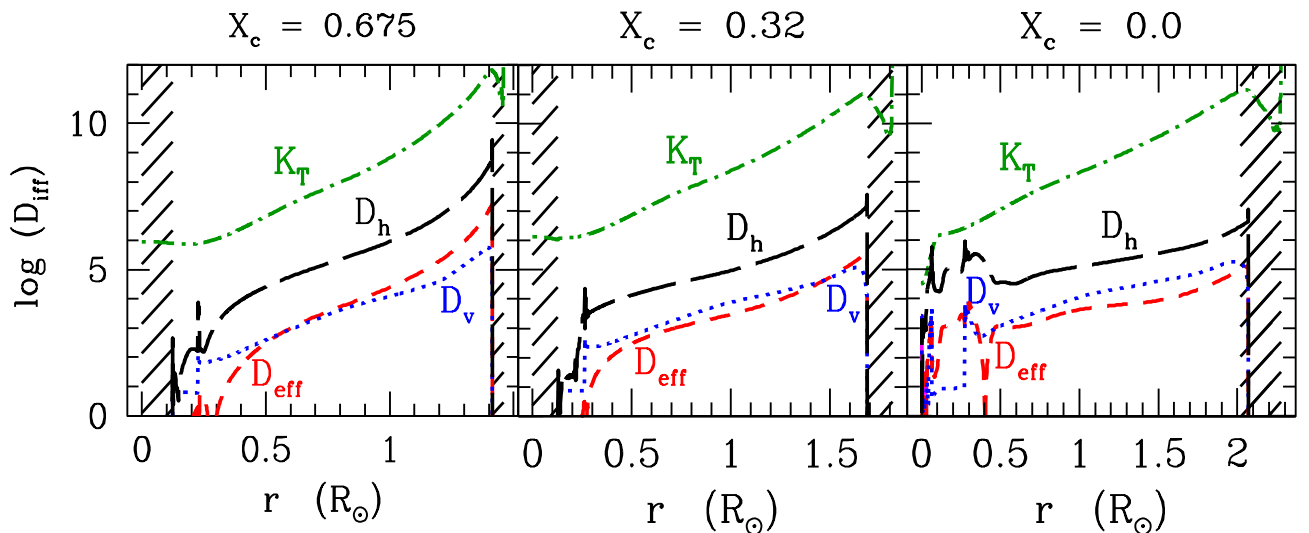 X_c = 0.675 X_c = 0.32 X_c = 0.0
log (D_iff)
10
5
0
K_T K_T K_T
D_h D_h D_h
D_v D_v D_v
D_eff D_eff D_eff
0 0.5 1 0 0.5 1 1.5 0 0.5 1 1.5 2
r (R_☉) r (R_☉) r (R_☉)